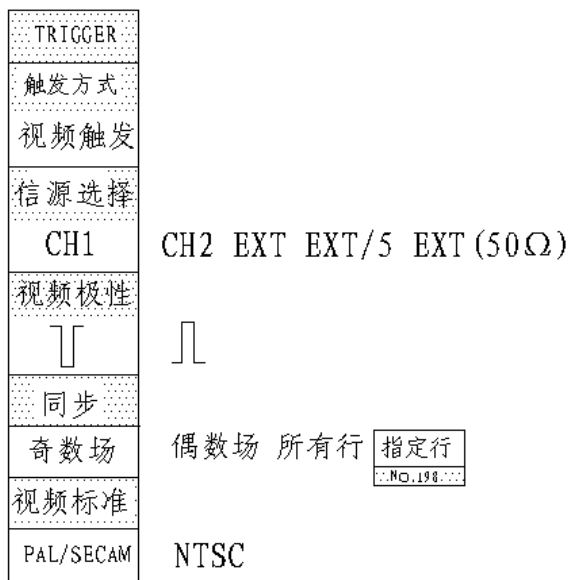 TRIGGER
触发方式
视频触发
信源选择
CH1 CH2 EXT EXT/5 EXT(50Ω)
视频极性
同步
奇数场 偶数场 所有行 指定行
NO.198
视频标准
PAL/SECAM NTSC